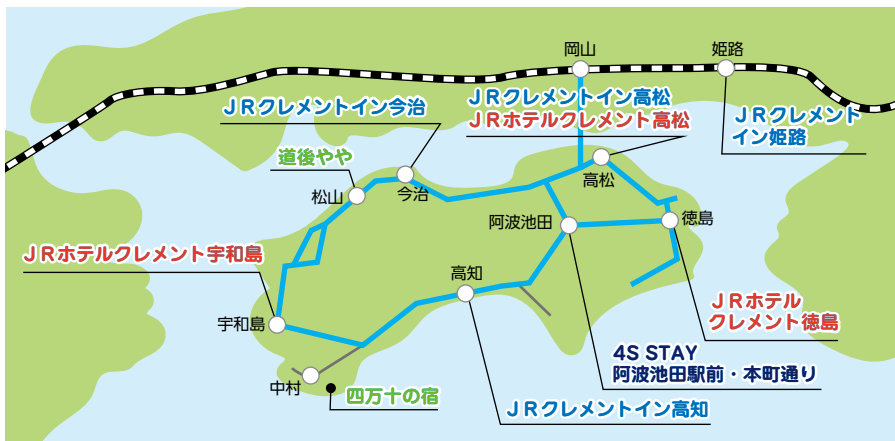 岡山
姫路
ＪＲクレメントイン今治
ＪＲクレメントイン高松
ＪＲホテルクレメント高松
ＪＲクレメント
イン姫路
道後やや
松山
今治
高松
阿波池田
徳島
ＪＲホテルクレメント宇和島
高知
宇和島
ＪＲホテル
クレメント徳島
4S STAY
阿波池田駅前・本町通り
中村
四万十の宿
ＪＲクレメントイン高知